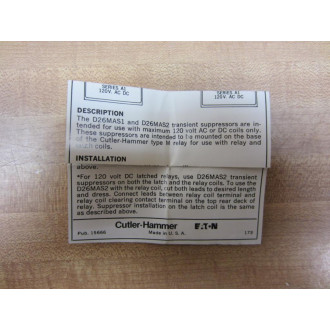 SERIES A1
120V. AC DC
SERIES A1
120V. AC DC
DESCRIPTION
The D26MAS1 and D26MAS2 transient suppressors are in-
tended for use with maximum 120 volt AC or DC coils only.
These suppressors are intended to be mounted on the base
of the Cutler-Hammer type M relay for use with relay and
latch coils.
INSTALLATION
above.
•For 120 volt DC latched relays, use D26MAS2 transient
suppressors on both the latch and the relay coils. To use the
D26MAS2 with the relay coil, cut both leads to desired length
and dress. Connect leads between relay coil terminal and
relay coil clearing contact terminal on the top rear deck of
relay. Suppressor installation on the latch coil is the same
as described above.
Cutler-Hammer EATON
Pub. 15666 Made in U.S.A. 175